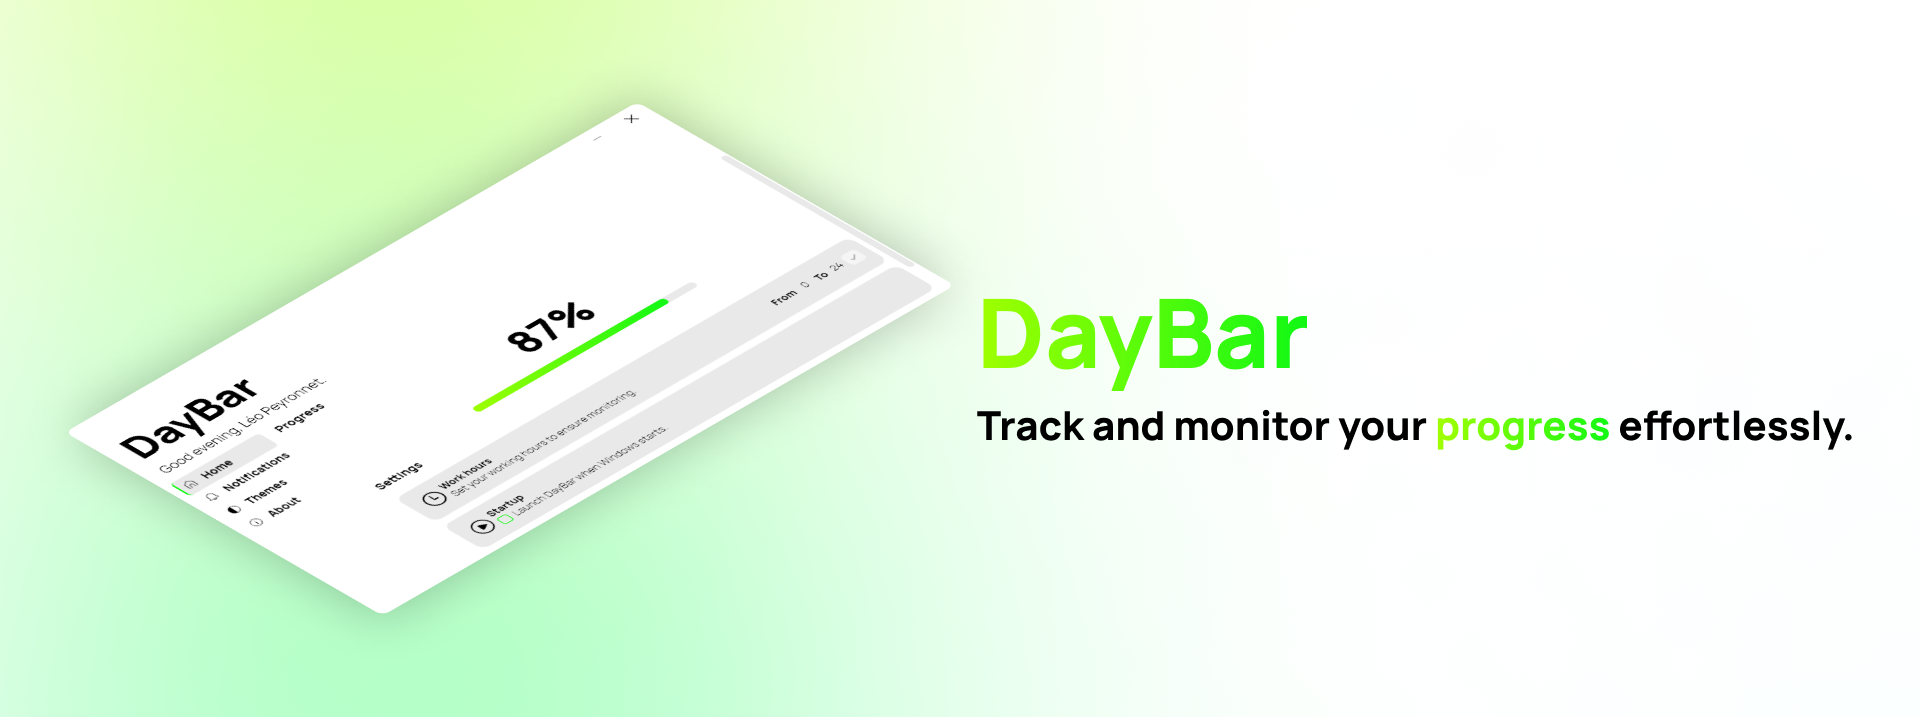 DayBar
Good evening, Léo Peyronnet.
Home
Notifications
Themes
About
Progress
87%
Settings
Work hours
Set your working hours to ensure monitoring
From 0 To 24
Startup
Launch DayBar when Windows starts.
DayBar
Track and monitor your progress effortlessly.